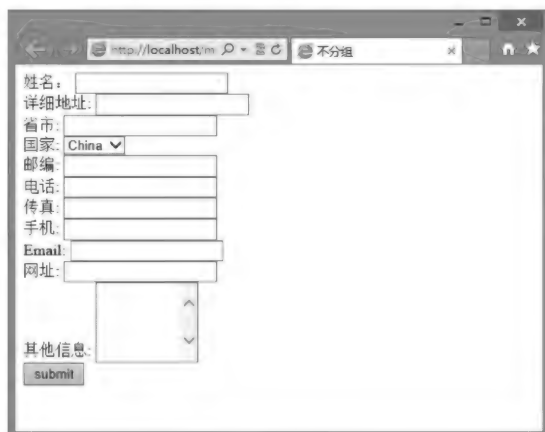 http://localhost/m
不分组
姓名：
详细地址:
省市:
国家: China
邮编:
电话:
传真:
手机:
Email:
网址:
其他信息:
submit